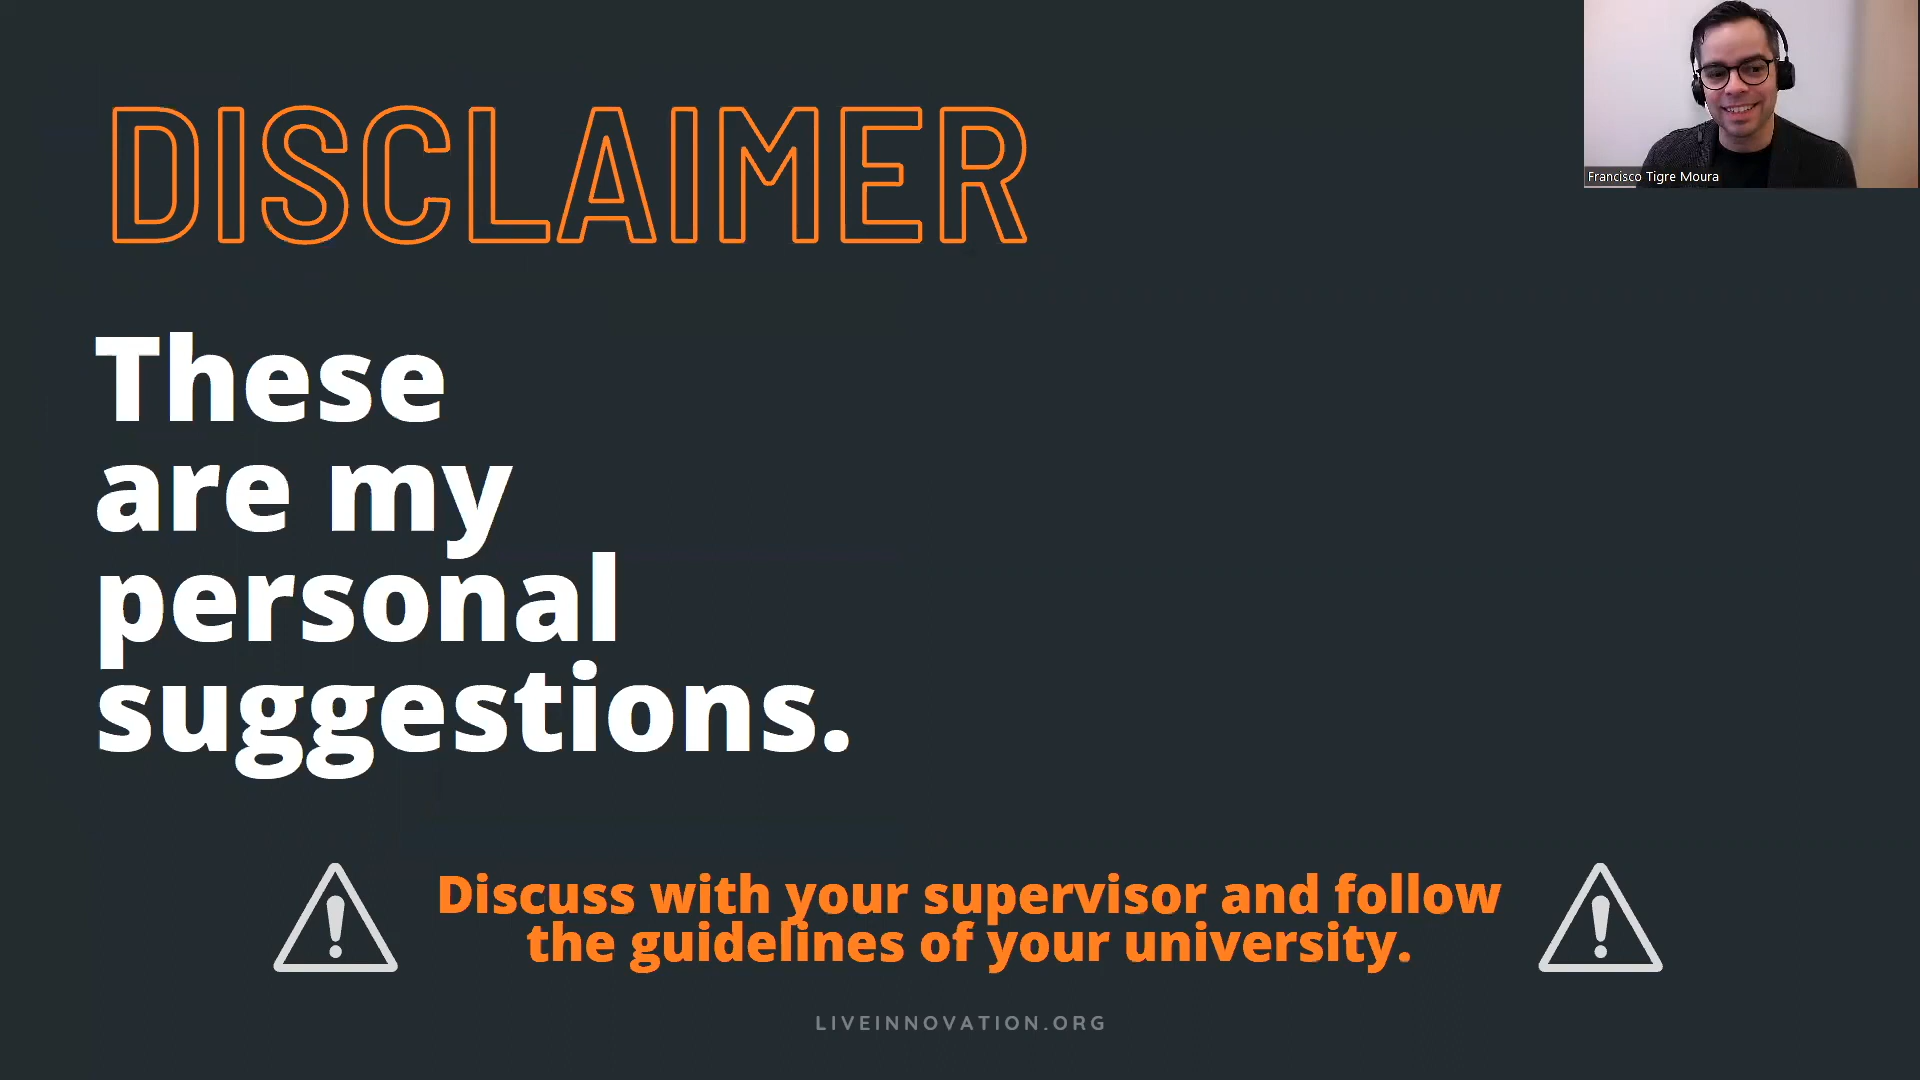 DISCLAIMER
Francisco Tigre Moura
These
are my
personal
suggestions.
Discuss with your supervisor and follow
the guidelines of your university.
LIVEINNOVATION.ORG